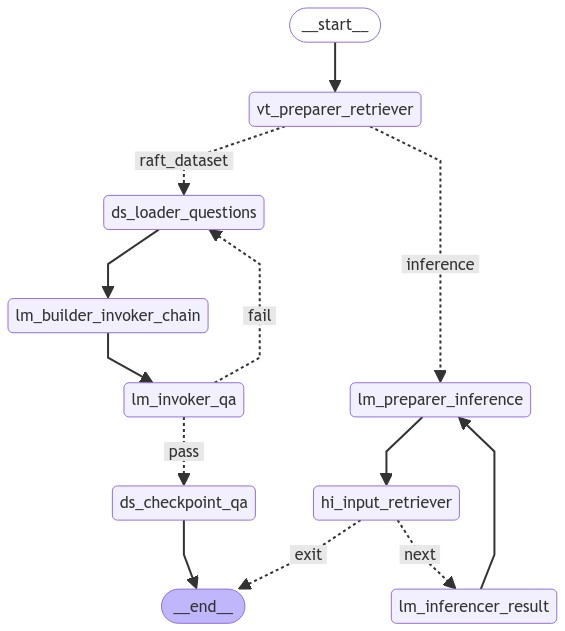 __start__
vt_preparer_retriever
raft_dataset
ds_loader_questions
inference
lm_builder_invoker_chain
fail
lm_invoker_qa
lm_preparer_inference
pass
ds_checkpoint_qa
hi_input_retriever
exit
next
__end__
lm_inferencer_result